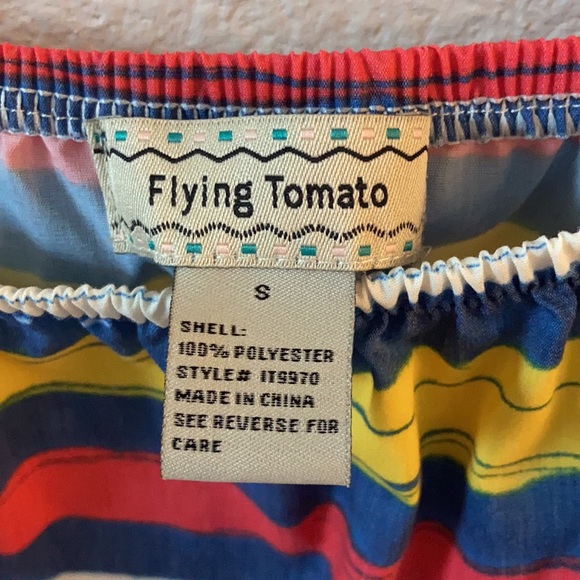 Flying Tomato
S
SHELL:
100% POLYESTER
STYLE# IT9970
MADE IN CHINA
SEE REVERSE FOR
CARE